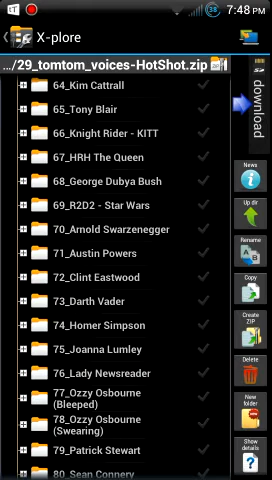 38 7:48 PM
X-plore
.../29_tomtom_voices-HotShot.zip
download
64_Kim Cattrall
65_Tony Blair
66_Knight Rider - KITT
67_HRH The Queen
68_George Dubya Bush
69_R2D2 - Star Wars
70_Arnold Swarzenegger
71_Austin Powers
72_Clint Eastwood
73_Darth Vader
74_Homer Simpson
75_Joanna Lumley
76_Lady Newsreader
77_Ozzy Osbourne
(Bleeped)
78_Ozzy Osbourne
(Swearing)
79_Patrick Stewart
80_Sean Connery
News
Up dir
Rename
Copy
Create
ZIP
Delete
New
folder
Show
details